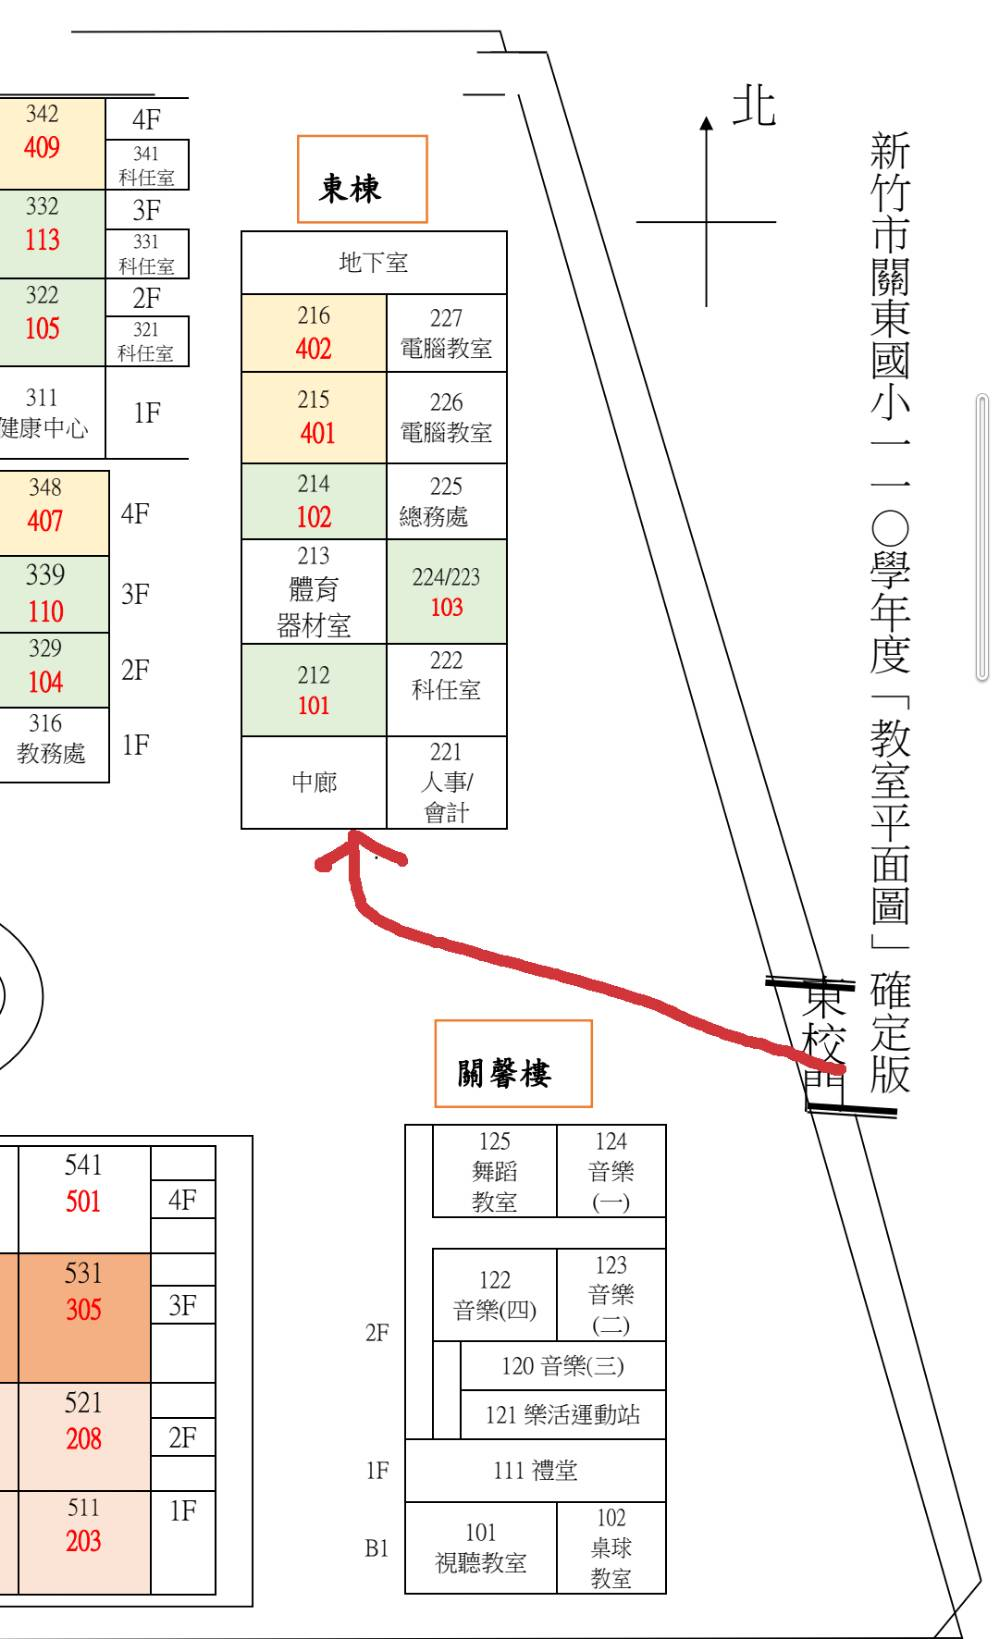 北
新竹市關東國小一一〇學年度「教室平面圖」確定版
342
409
4F
341
科任室
332
113
3F
331
科任室
322
105
2F
321
科任室
311
健康中心
1F
348
407
4F
339
110
3F
329
104
2F
316
教務處
1F
東棟
地下室
216
402
227
電腦教室
215
401
226
電腦教室
214
102
225
總務處
213
體育
器材室
224/223
103
212
101
222
科任室
中廊
221
人事/
會計
東校門
關馨樓
125
舞蹈
教室
124
音樂
(一)
122
音樂(四)
123
音樂
(二)
2F
120 音樂(三)
121 樂活運動站
1F
111 禮堂
B1
101
視聽教室
102
桌球
教室
541
501
4F
531
305
3F
521
208
2F
511
203
1F